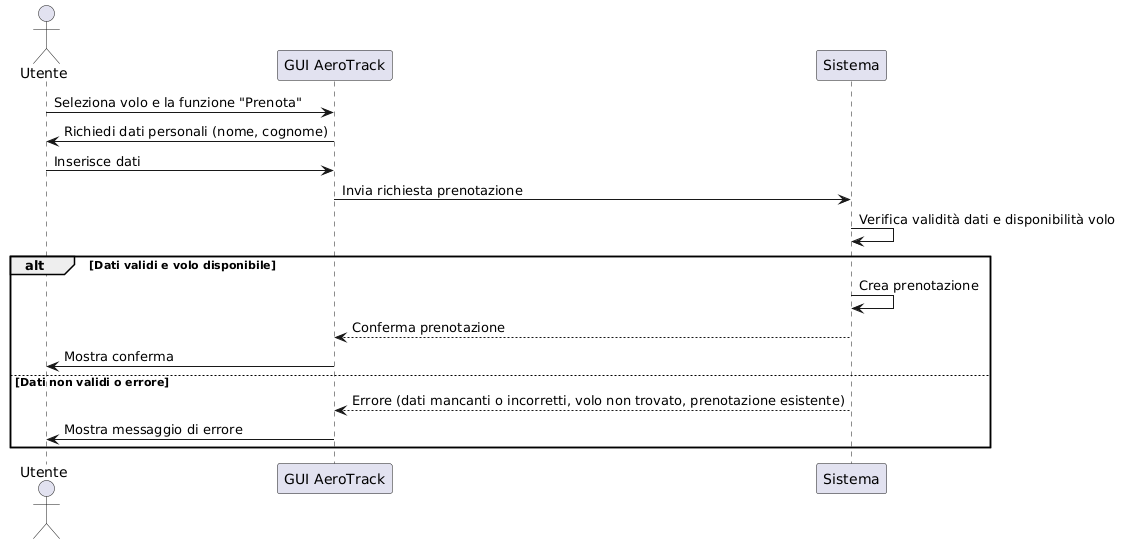 Utente
GUI AeroTrack
Sistema
Seleziona volo e la funzione "Prenota"
Richiedi dati personali (nome, cognome)
Inserisce dati
Invia richiesta prenotazione
Verifica validità dati e disponibilità volo
alt
[Dati validi e volo disponibile]
Crea prenotazione
Conferma prenotazione
Mostra conferma
[Dati non validi o errore]
Errore (dati mancanti o incorretti, volo non trovato, prenotazione esistente)
Mostra messaggio di errore
Utente
GUI AeroTrack
Sistema